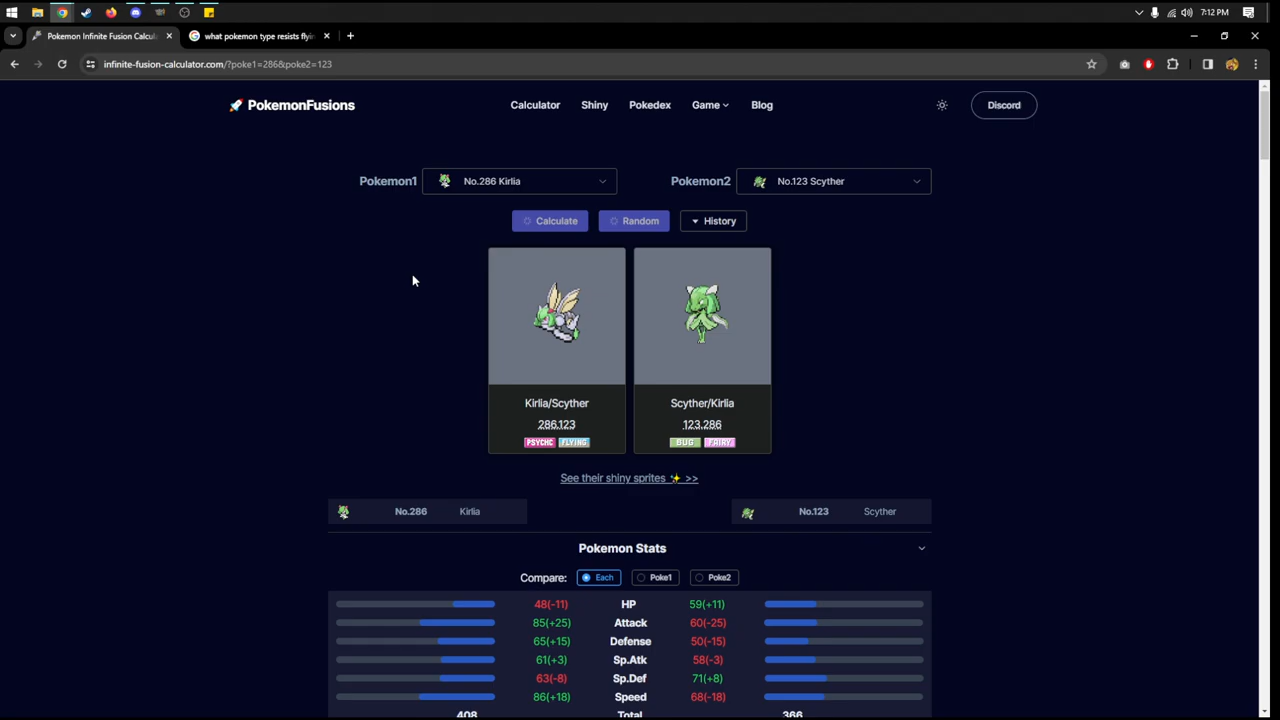 7:12 PM
Pokemon Infinite Fusion Calcul
what pokemon type resists flyin
infinite-fusion-calculator.com/?poke1=286&poke2=123
PokemonFusions
Calculator Shiny Pokedex Game Blog
Discord
Pokemon1 No.286 Kirlia
Pokemon2 No.123 Scyther
Calculate Random History
Kirlia/Scyther Scyther/Kirlia
286.123 123.286
PSYCHC FLYING BUG FAIRY
See their shiny sprites ✨ >>
No.286 Kirlia No.123 Scyther
Pokemon Stats
Compare: Each Poke1 Poke2
48(-11) HP 59(+11)
85(+25) Attack 60(-25)
65(+15) Defense 50(-15)
61(+3) Sp.Atk 58(-3)
63(-8) Sp.Def 71(+8)
86(+18) Speed 68(-18)
408 Total 366